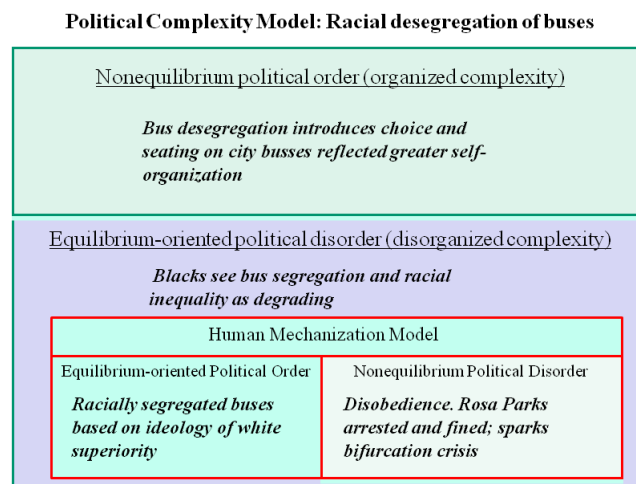 Political Complexity Model: Racial desegregation of buses
Nonequilibrium political order (organized complexity)
Bus desegregation introduces choice and
seating on city busses reflected greater self-
organization
Equilibrium-oriented political disorder (disorganized complexity)
Blacks see bus segregation and racial
inequality as degrading
Human Mechanization Model
Equilibrium-oriented Political Order
Racially segregated buses
based on ideology of white
superiority
Nonequilibrium Political Disorder
Disobedience. Rosa Parks
arrested and fined; sparks
bifurcation crisis